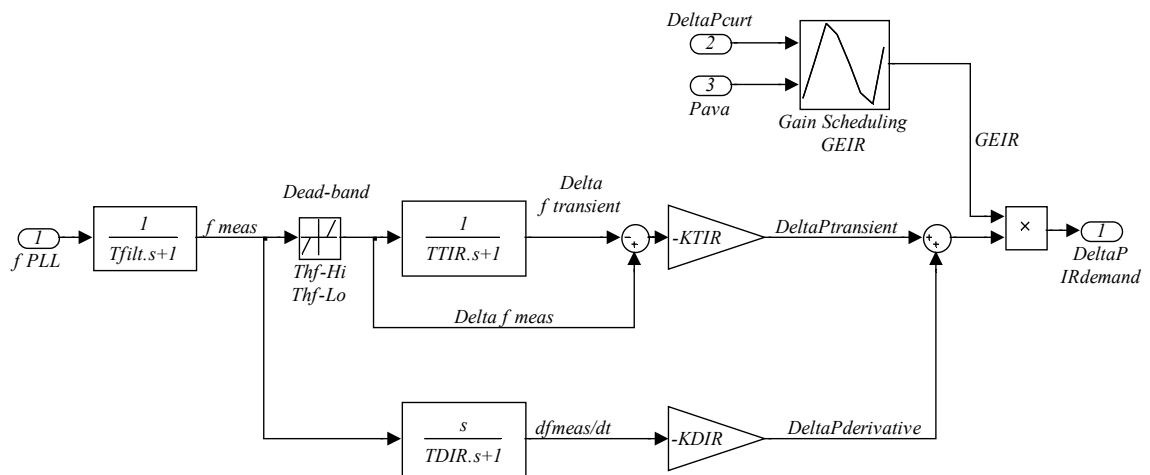 DeltaPcurt
2
3
Pava
Gain Scheduling
GEIR
GEIR
Dead-band
Delta
f transient
1
f PLL
1
Tfilt.s+1
f meas
Thf-Hi
Thf-Lo
1
TTIR.s+1
- +
-KTIR
DeltaPtransient
+ +
×
1
DeltaP
IRdemand
Delta f meas
s
TDIR.s+1
dfmeas/dt
-KDIR
DeltaPderivative